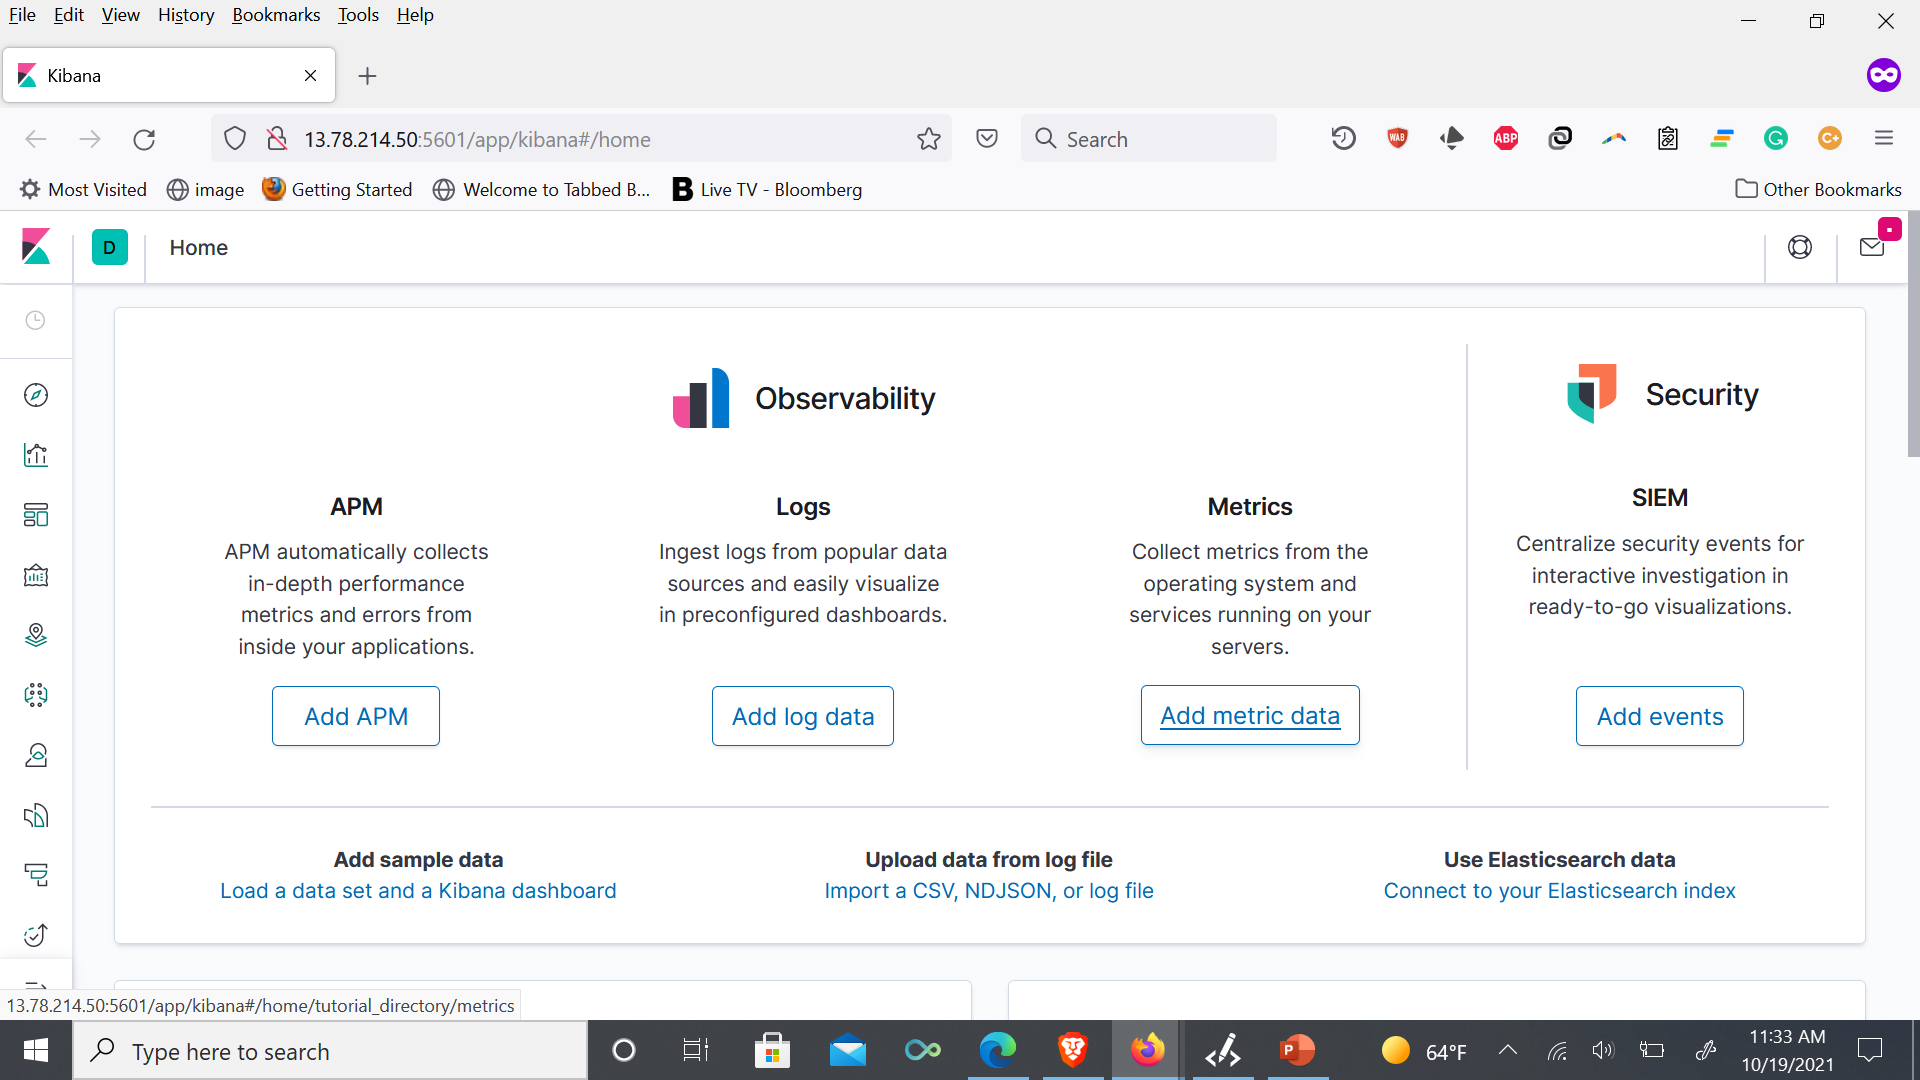 File Edit View History Bookmarks Tools Help
Kibana
13.78.214.50:5601/app/kibana#/home
Search
WAB
ABP
G
C+
Most Visited
image
Getting Started
Welcome to Tabbed B...
B Live TV - Bloomberg
Other Bookmarks
D
Home
Observability
Security
APM
APM automatically collects
in-depth performance
metrics and errors from
inside your applications.
Add APM
Logs
Ingest logs from popular data
sources and easily visualize
in preconfigured dashboards.
Add log data
Metrics
Collect metrics from the
operating system and
services running on your
servers.
Add metric data
SIEM
Centralize security events for
interactive investigation in
ready-to-go visualizations.
Add events
Add sample data
Load a data set and a Kibana dashboard
Upload data from log file
Import a CSV, NDJSON, or log file
Use Elasticsearch data
Connect to your Elasticsearch index
13.78.214.50:5601/app/kibana#/home/tutorial_directory/metrics
Type here to search
P
64°F
11:33 AM
10/19/2021